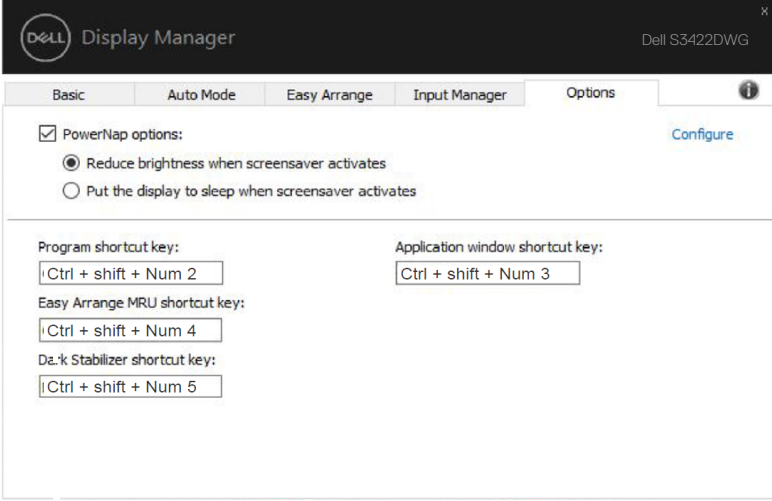 x
DELL Display Manager
Dell S3422DWG
Basic Auto Mode Easy Arrange Input Manager Options
PowerNap options: Configure
Reduce brightness when screensaver activates
Put the display to sleep when screensaver activates
Program shortcut key: Application window shortcut key:
Ctrl + shift + Num 2 Ctrl + shift + Num 3
Easy Arrange MRU shortcut key:
Ctrl + shift + Num 4
Dark Stabilizer shortcut key:
Ctrl + shift + Num 5